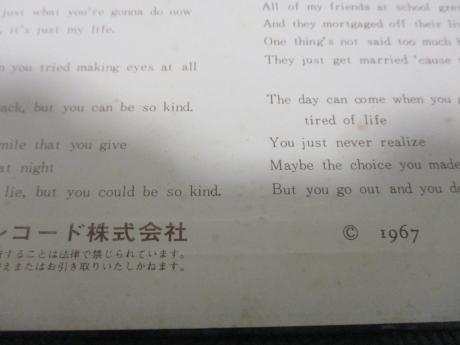 just what you're gonna do now
, it's just my life.
you tried making eyes at all
back, but you can be so kind.
smile that you give
at night
lie, but you could be so kind.
All of my friends at school grew
And they mortgaged off their
One thing's not said too much
They just get married 'cause
The day can come when you
tired of life
You just never realize
Maybe the choice you made
But you go out and you
レコード株式会社
することは法律で禁じられています。
えまたはお引き取りいたしかねます。
© 1967